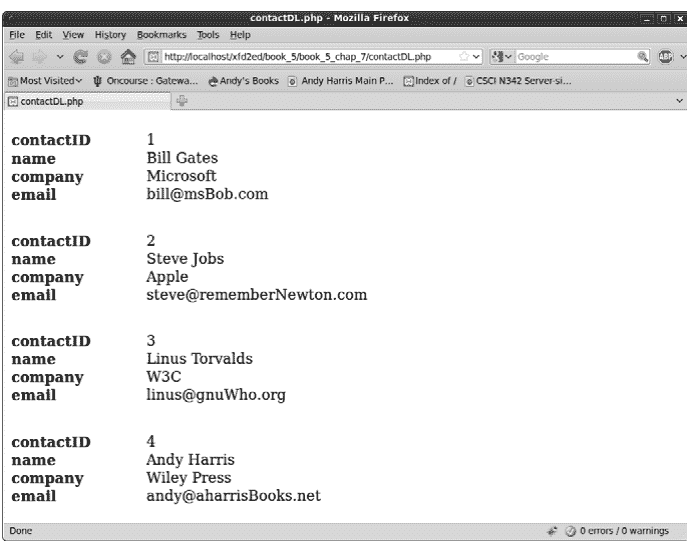 contactDL.php - Mozilla Firefox
File Edit View History Bookmarks Tools Help
http://localhost/xfd2ed/book_5/book_5_chap_7/contactDL.php Google ABP
Most Visited Oncourse : Gatewa... Andy's Books Andy Harris Main P... Index of / CSCI N342 Server-si...
contactDL.php
contactID 1
name Bill Gates
company Microsoft
email bill@msBob.com
contactID 2
name Steve Jobs
company Apple
email steve@rememberNewton.com
contactID 3
name Linus Torvalds
company W3C
email linus@gnuWho.org
contactID 4
name Andy Harris
company Wiley Press
email andy@aharrisBooks.net
Done 0 errors / 0 warnings